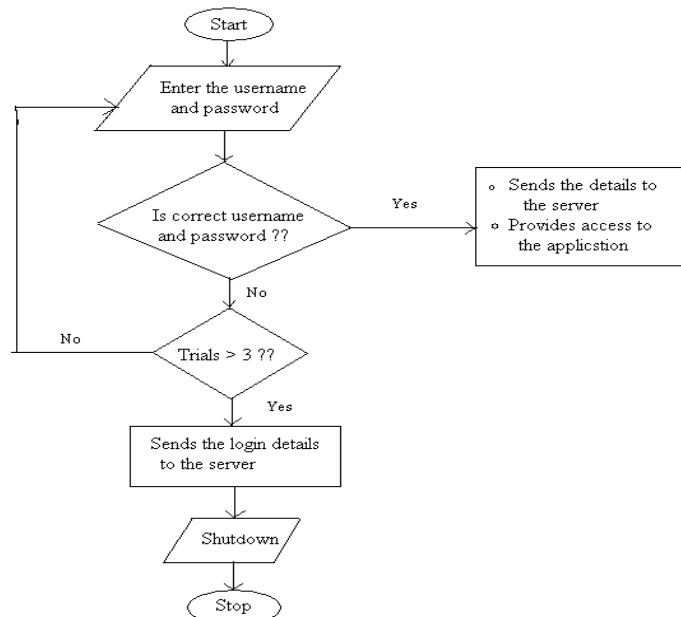 Start
Enter the username
and password
Is correct username
and password ??
Yes
Sends the details to
the server
Provides access to
the applicstion
No
No
Trials > 3 ??
Yes
Sends the login details
to the server
Shutdown
Stop